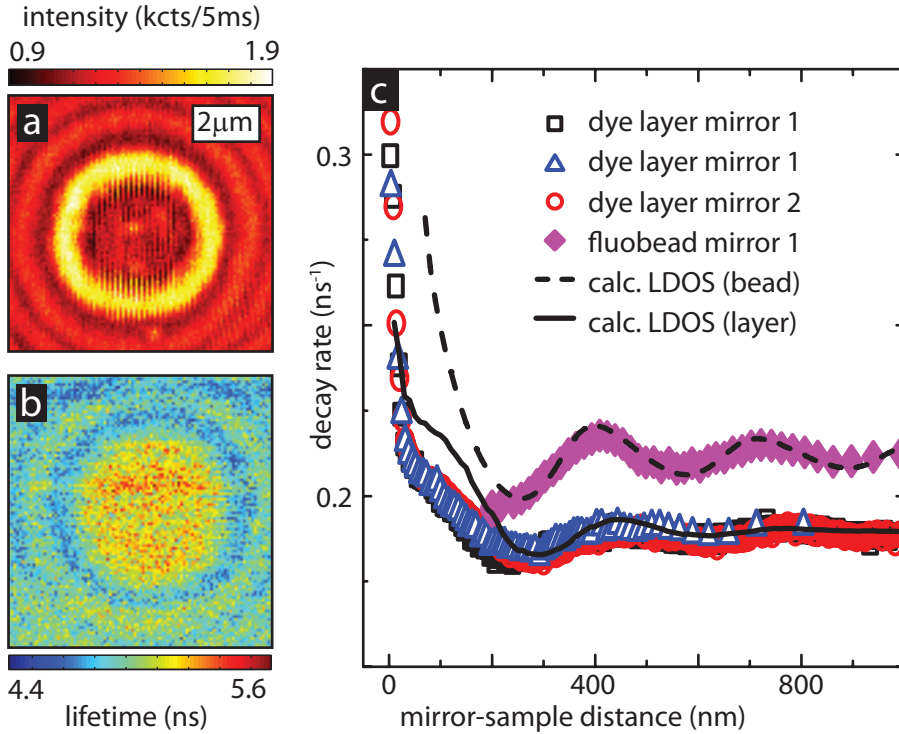 intensity (kcts/5ms)
0.9 1.9
a
2μm
b
4.4 5.6
lifetime (ns)
c
dye layer mirror 1
dye layer mirror 1
dye layer mirror 2
fluobead mirror 1
calc. LDOS (bead)
calc. LDOS (layer)
decay rate (ns⁻¹)
0.3
0.2
0 400 800
mirror-sample distance (nm)